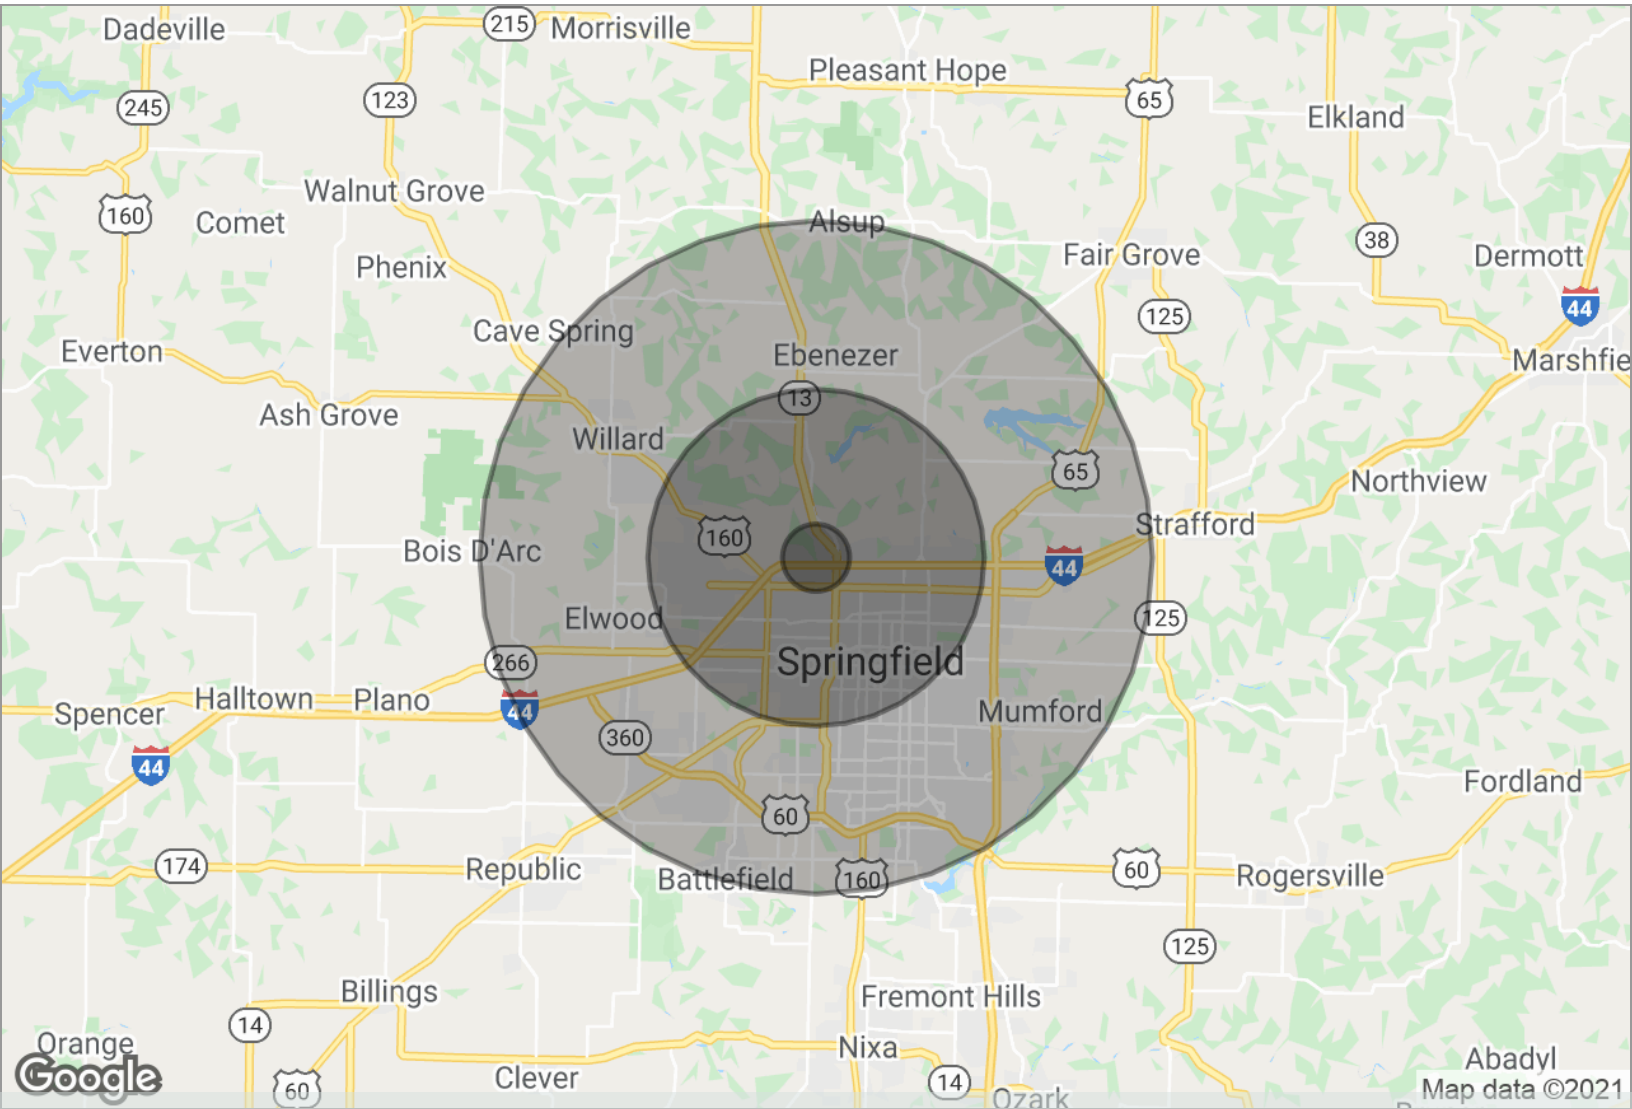 Dadeville
215
Morrisville
Pleasant Hope
245
123
65
Elkland
Walnut Grove
160
Comet
Alsup
38
Phenix
Fair Grove
Dermott
44
125
Cave Spring
Everton
Ebenezer
Marshfie
13
Ash Grove
Willard
65
Northview
160
Strafford
Bois D'Arc
44
Elwood
125
266
Springfield
Halltown
Plano
Spencer
44
Mumford
360
44
Fordland
60
174
Republic
Battlefield
160
60
Rogersville
125
Billings
Fremont Hills
14
Orange
Nixa
Abadyl
Google
60
Clever
14
Ozark
Map data ©2021